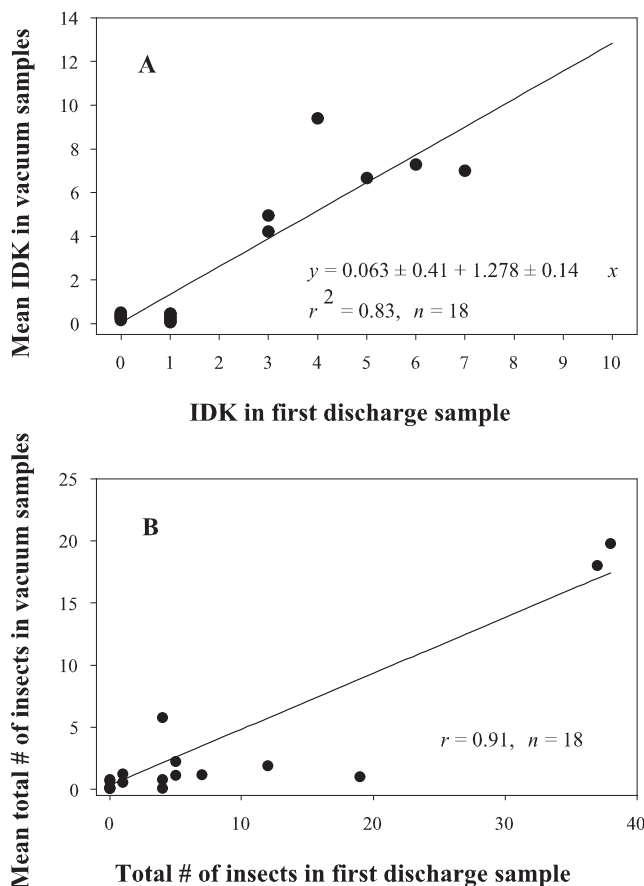 A
Mean IDK in vacuum samples
14
12
10
8
6
4
2
0
y = 0.063 ± 0.41 + 1.278 ± 0.14 x
r 2 = 0.83, n = 18
0 1 2 3 4 5 6 7 8 9 10
IDK in first discharge sample
B
Mean total # of insects in vacuum samples
25
20
15
10
5
0
r = 0.91, n = 18
0 10 20 30 40
Total # of insects in first discharge sample